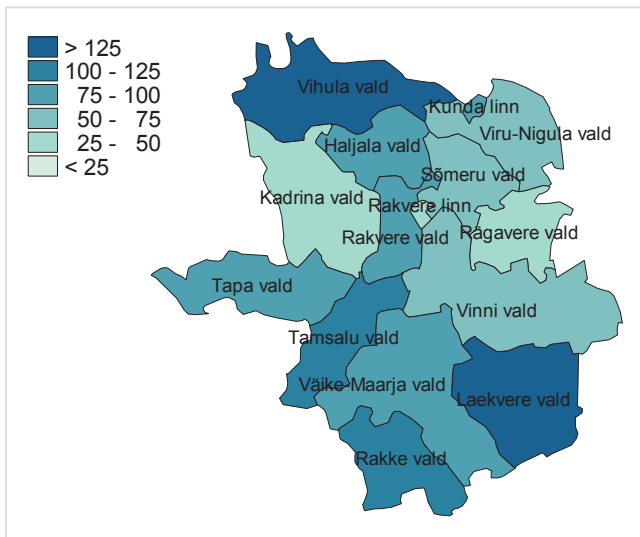 > 125
100 - 125
75 - 100
50 - 75
25 - 50
< 25
Vihula vald
Kunda linn
Viru-Nigula vald
Haljala vald
Sõmeru vald
Kadrina vald
Rakvere linn
Rägavere vald
Rakvere vald
Tapa vald
Vinni vald
Tamsalu vald
Väike-Maarja vald
Laekvere vald
Rakke vald